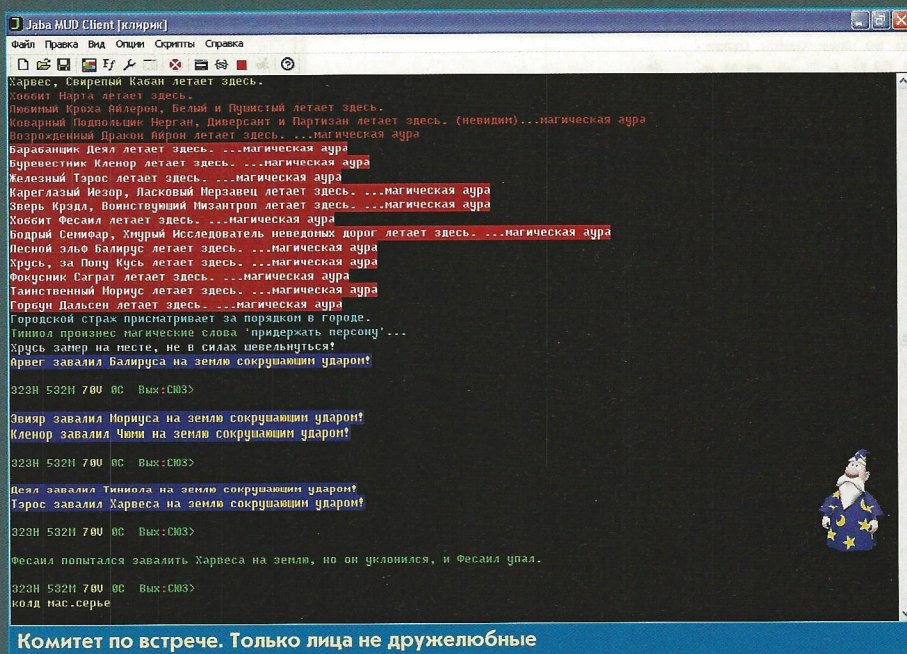 Jaba MUD Client [клирик]
Файл Правка Вид Опции Скрипты Справка
Харвес, Свирепый Кабан летает здесь.
Хоббит Нарта летает здесь.
Любимый Кроха Айлерон, Белый и Пушистый летает здесь.
Коварный Подпольщик Нерган, Диверсант и Партизан летает здесь. (невидим)...магическая аура
Возрожденный Дракон Айрон летает здесь. ...магическая аура
Барабанщик Деял летает здесь. ...магическая аура
Буревестник Кленор летает здесь. ...магическая аура
Железный Тэрос летает здесь. ...магическая аура
Кареглазый Иезор, Ласковый Мерзавец летает здесь. ...магическая аура
Зверь Крэдл, Воинствующий Мизантроп летает здесь. ...магическая аура
Хоббит Фесаил летает здесь. ...магическая аура
Бодрый Семифар, Хмурый Исследователь неведомых дорог летает здесь. ...магическая аура
Лесной эльф Балирус летает здесь. ...магическая аура
Хрусь, за Попу Кусь летает здесь. ...магическая аура
Фокусник Саграт летает здесь. ...магическая аура
Таинственный Мориус летает здесь. ...магическая аура
Горбун Дальсен летает здесь. ...магическая аура
Городской страж присматривает за порядком в городе.
Тиниол произнес магические слова 'придержать персону'...
Хрусь замер на месте, не в силах шевельнуться!
Арвег завалил Балируса на землю сокрушающим ударом!
323H 532M 70V 0C Вых:СЮЗ>
Эвияр завалил Мориуса на землю сокрушающим ударом!
Кленор завалил Чюми на землю сокрушающим ударом!
323H 532M 70V 0C Вых:СЮЗ>
Деял завалил Тиниола на землю сокрушающим ударом!
Тэрос завалил Харвеса на землю сокрушающим ударом!
323H 532M 70V 0C Вых:СЮЗ>
Фесаил попытался завалить Харвеса на землю, но он уклонился, и Фесаил упал.
323H 532M 70V 0C Вых:СЮЗ>
колд мас.серье
Комитет по встрече. Только лица не дружелюбные